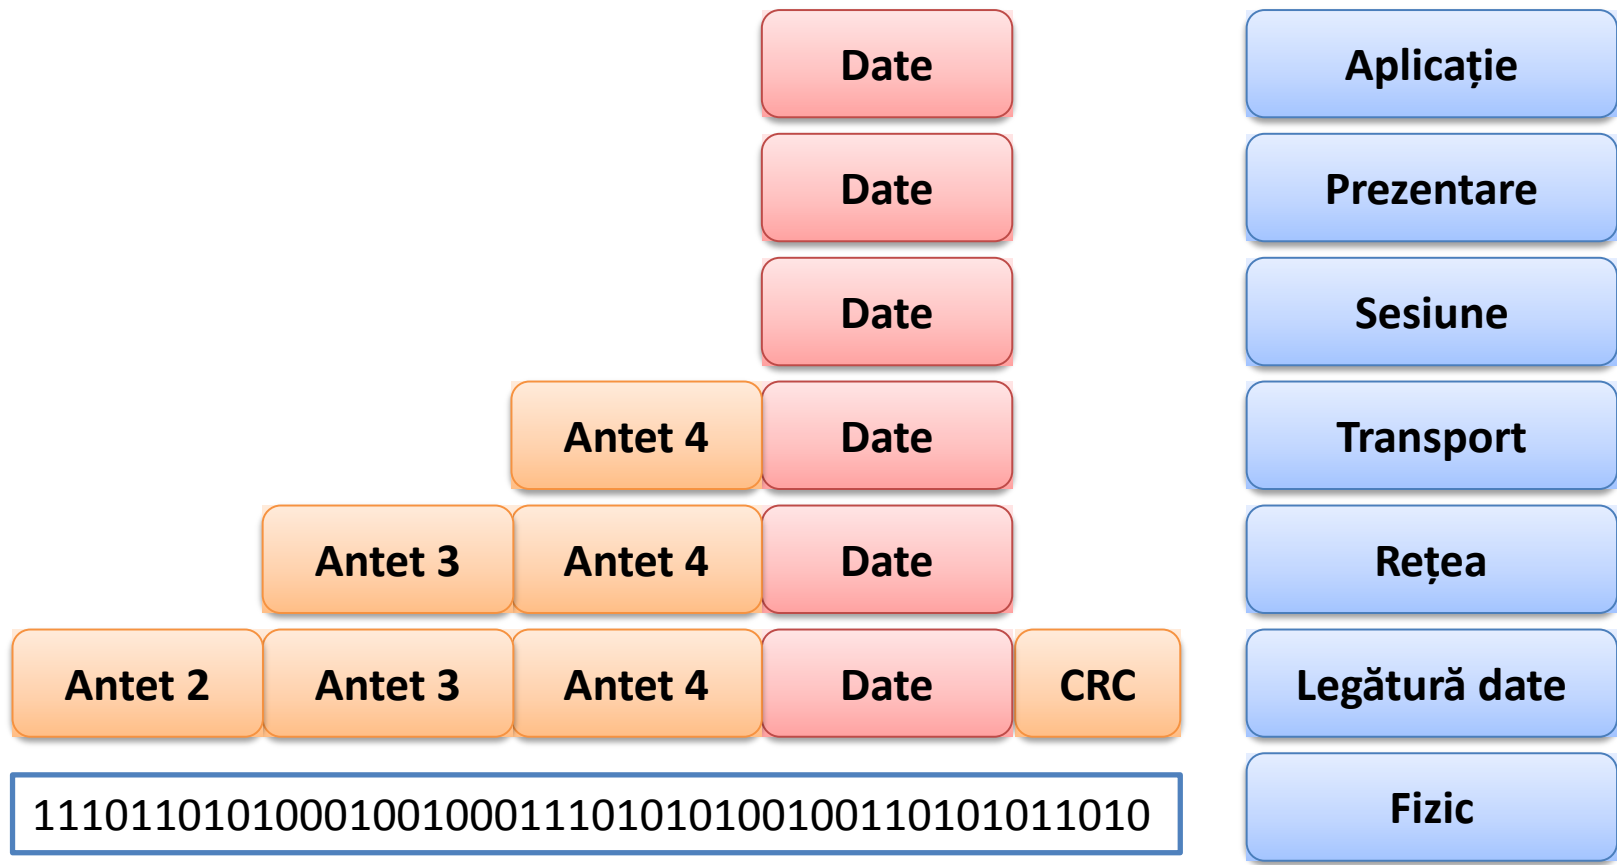 Date Aplicație
Date Prezentare
Date Sesiune
Antet 4 Date Transport
Antet 3 Antet 4 Date Rețea
Antet 2 Antet 3 Antet 4 Date CRC Legătură date
1110110101000100100011101010100100110101011010 Fizic